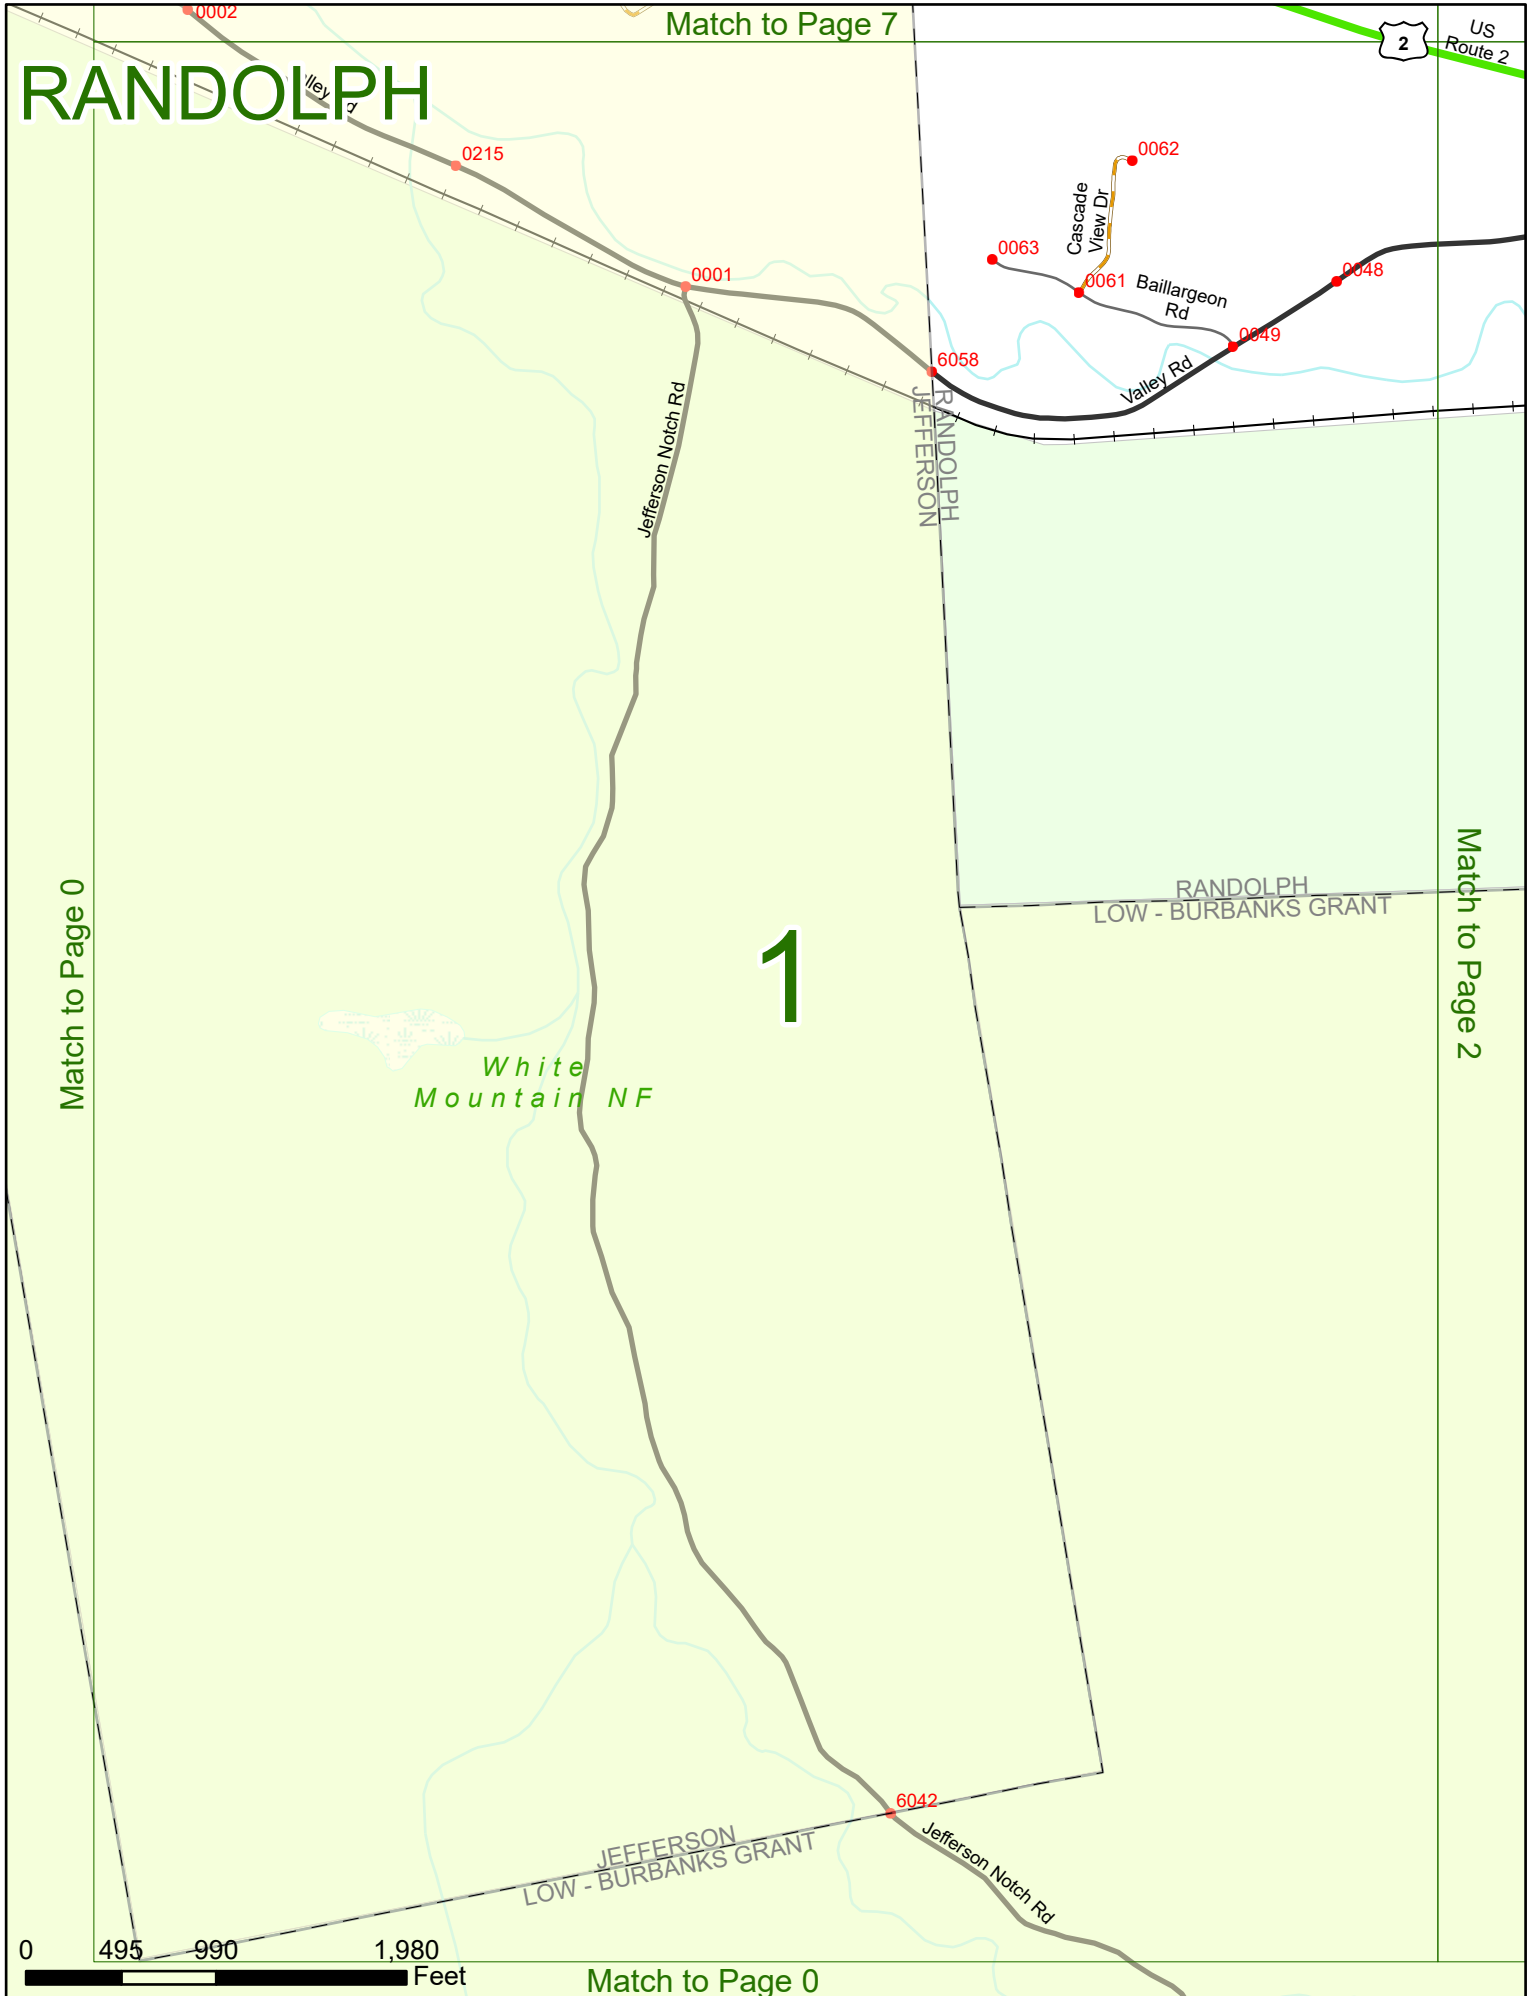 0002
Match to Page 7
2
US
Route 2
RANDOLPH
Rd
0215
0062
Cascade
View Dr
0063
0001
0061
Baillargeon
Rd
0048
0049
6058
Valley Rd
Jefferson Notch Rd
RANDOLPH
JEFFERSON
RANDOLPH
LOW - BURBANKS GRANT
Match to Page 0
Match to Page 2
1
White
Mountain NF
6042
JEFFERSON
LOW - BURBANKS GRANT
Jefferson Notch Rd
0 495 990 1,980
Feet
Match to Page 0